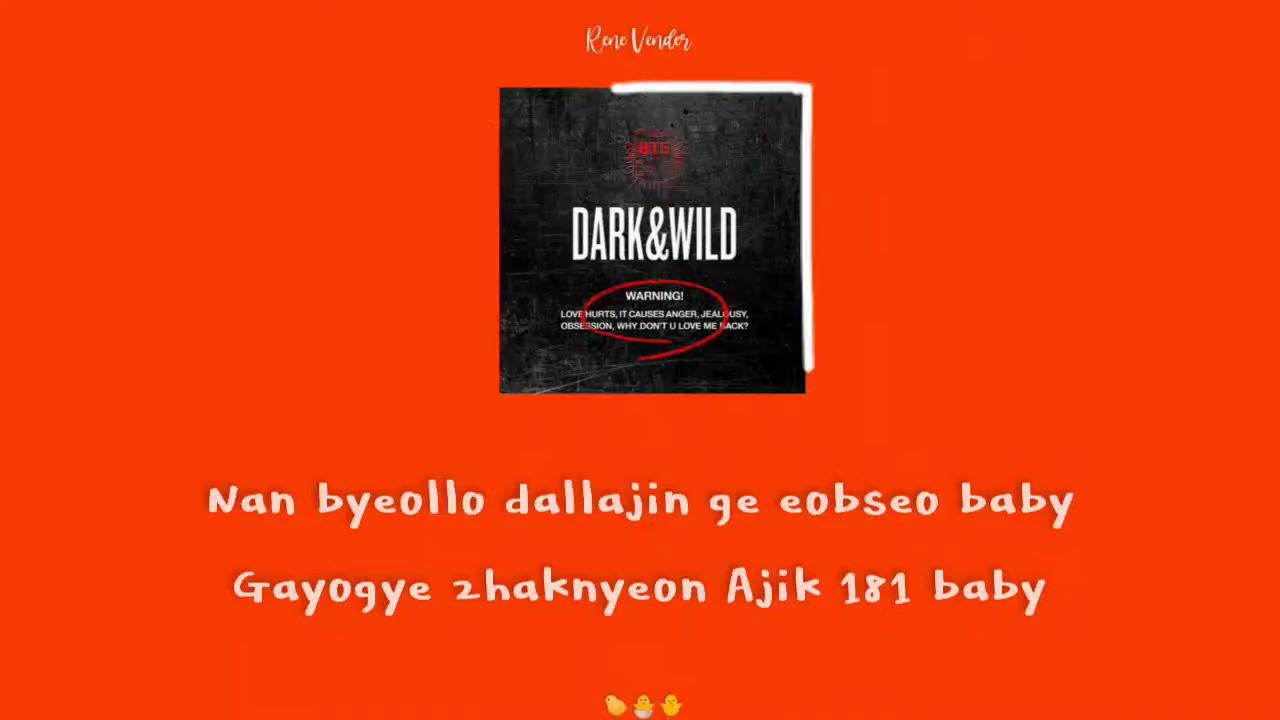 Rene Vender
BTS
DARK&WILD
WARNING!
LOVE HURTS, IT CAUSES ANGER, JEALOUSY,
OBSESSION, WHY DON'T U LOVE ME BACK?
Nan byeollo dallajin ge eobseo baby
Gayogye 2haknyeon Ajik 181 baby